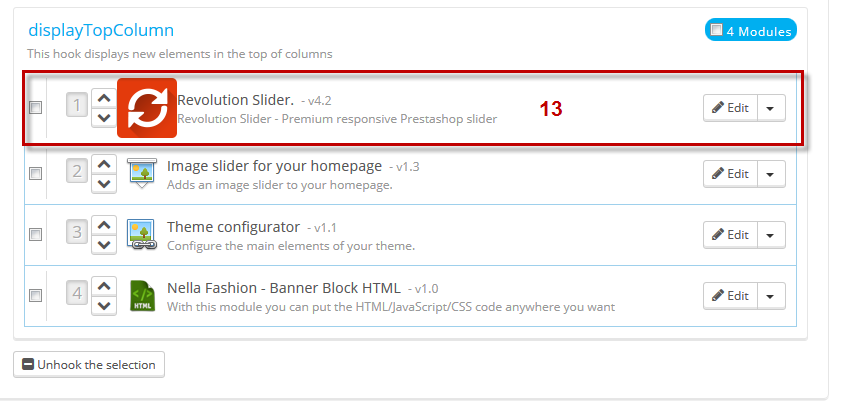 displayTopColumn
4 Modules
This hook displays new elements in the top of columns
1
Revolution Slider. - v4.2
Revolution Slider - Premium responsive Prestashop slider
13
Edit
2
Image slider for your homepage - v1.3
Adds an image slider to your homepage.
Edit
3
Theme configurator - v1.1
Configure the main elements of your theme.
Edit
4
HTML
Nella Fashion - Banner Block HTML - v1.0
With this module you can put the HTML/JavaScript/CSS code anywhere you want
Edit
Unhook the selection